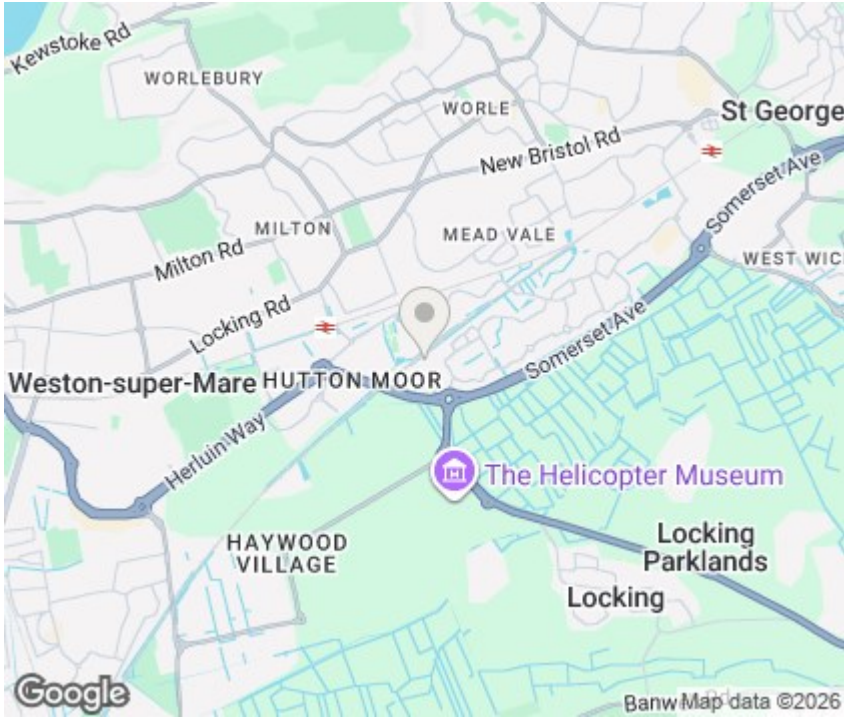 Kewstoke Rd
WORLEBURY
WORLE
St George
New Bristol Rd
Somerset Ave
MILTON
MEAD VALE
Milton Rd
WEST WIC
Locking Rd
Somerset Ave
Weston-super-Mare
HUTTON MOOR
Herluin Way
The Helicopter Museum
HAYWOOD
VILLAGE
Locking
Parklands
Locking
Google
Banw
Map data ©2026